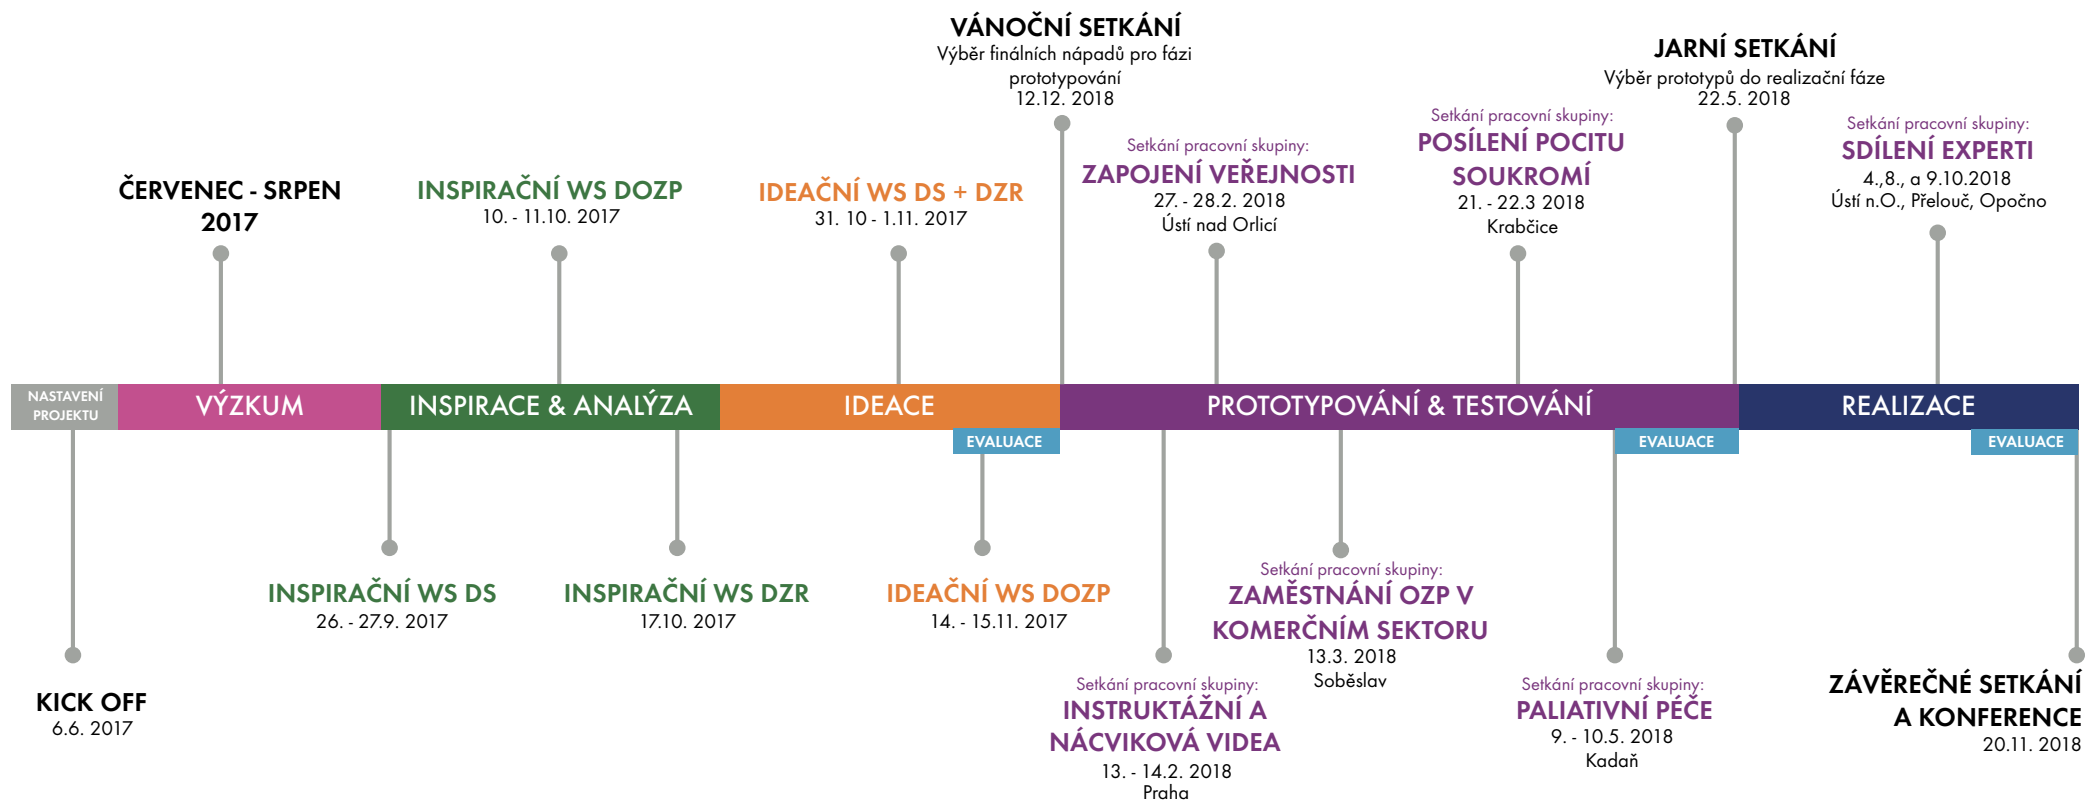 VÁNOČNÍ SETKÁNÍ
Výběr finálních nápadů pro fázi
prototypování
12.12. 2018
JARNÍ SETKÁNÍ
Výběr prototypů do realizační fáze
22.5. 2018
ČERVENEC - SRPEN
2017
INSPIRAČNÍ WS DOZP
10. - 11.10. 2017
IDEAČNÍ WS DS + DZR
31. 10 - 1.11. 2017
Setkání pracovní skupiny:
ZAPOJENÍ VEŘEJNOSTI
27. - 28.2. 2018
Ústí nad Orlicí
Setkání pracovní skupiny:
POSÍLENÍ POCITU
SOUKROMÍ
21. - 22.3 2018
Krabčice
Setkání pracovní skupiny:
SDÍLENÍ EXPERTI
4.,8., a 9.10.2018
Ústí n.O., Přelouč, Opočno
NASTAVENÍ
PROJEKTU
VÝZKUM
INSPIRACE & ANALÝZA
IDEACE
PROTOTYPOVÁNÍ & TESTOVÁNÍ
REALIZACE
EVALUACE
EVALUACE
EVALUACE
KICK OFF
6.6. 2017
INSPIRAČNÍ WS DS
26. - 27.9. 2017
INSPIRAČNÍ WS DZR
17.10. 2017
IDEAČNÍ WS DOZP
14. - 15.11. 2017
Setkání pracovní skupiny:
INSTRUKTÁŽNÍ A
NÁCVIKOVÁ VIDEA
13. - 14.2. 2018
Praha
Setkání pracovní skupiny:
ZAMĚSTNÁNÍ OZP V
KOMERČNÍM SEKTORU
13.3. 2018
Soběslav
Setkání pracovní skupiny:
PALIATIVNÍ PÉČE
9. - 10.5. 2018
Kadaň
ZÁVĚREČNÉ SETKÁNÍ
A KONFERENCE
20.11. 2018